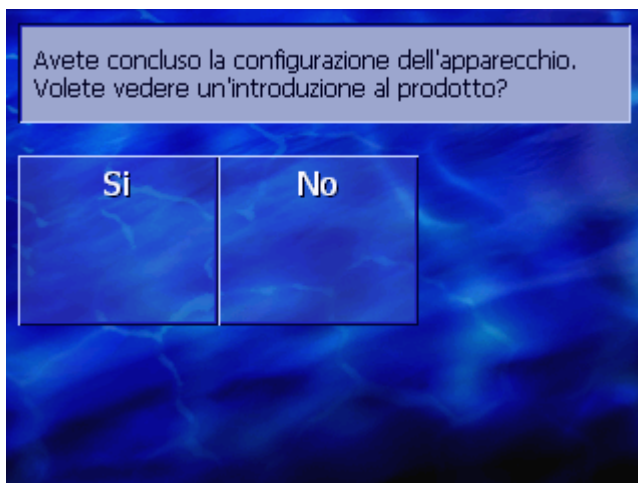 Avete concluso la configurazione dell'apparecchio.
Volete vedere un'introduzione al prodotto?
Si
No